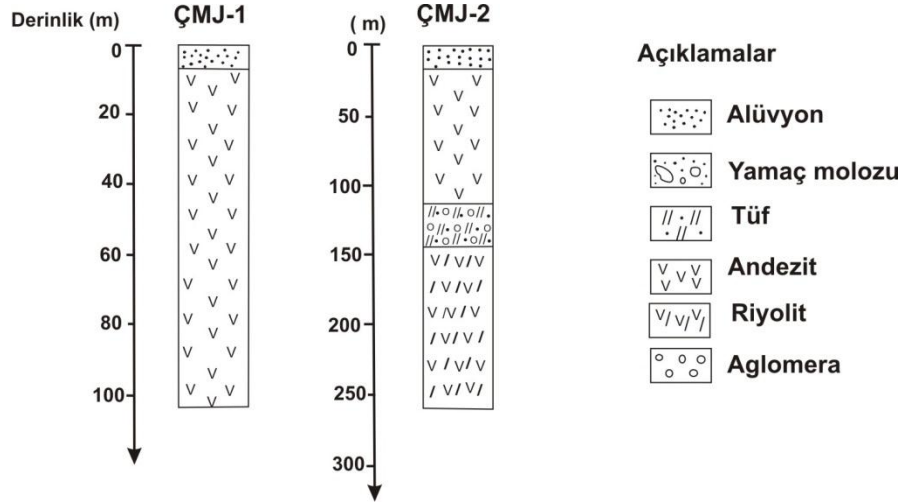 Derinlik (m)
ÇMJ-1
0
20
40
60
80
100
( m)
ÇMJ-2
0
50
100
150
200
250
300
Açıklamalar
Alüvyon
Yamaç molozu
Tüf
Andezit
Riyolit
Aglomera